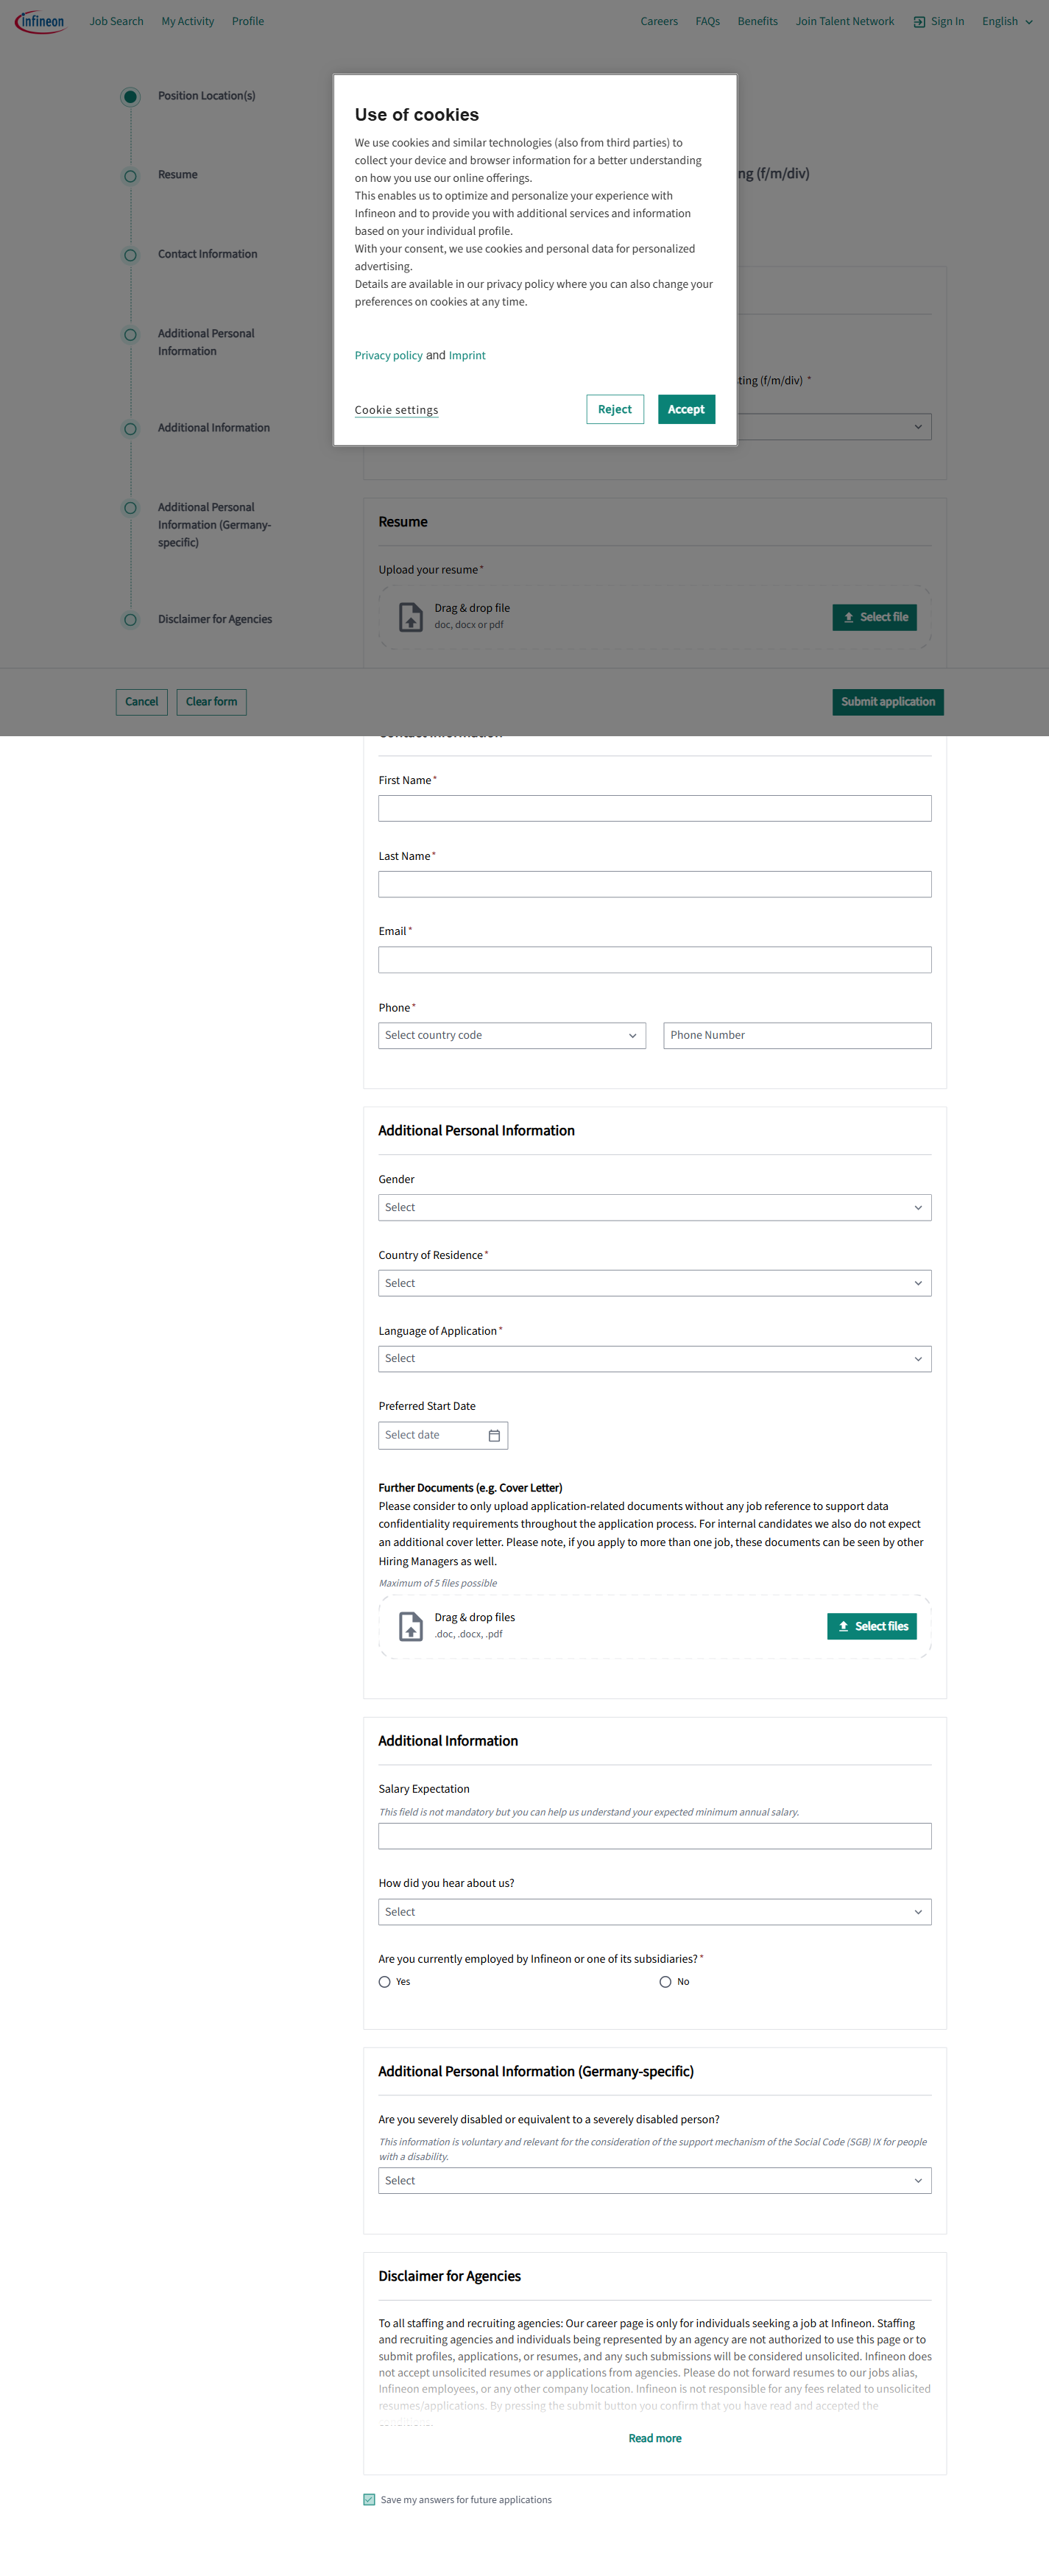 infineon
Job Search
My Activity
Profile
Careers
FAQs
Benefits
Join Talent Network
Sign In
English
Position Location(s)
Resume
Contact Information
Additional Personal
Information
Additional Information
Additional Personal
Information (Germany-
specific)
Disclaimer for Agencies
Use of cookies
We use cookies and similar technologies (also from third parties) to
collect your device and browser information for a better understanding
on how you use our online offerings.
This enables us to optimize and personalize your experience with
Infineon and to provide you with additional services and information
based on your individual profile.
With your consent, we use cookies and personal data for personalized
advertising.
Details are available in our privacy policy where you can also change your
preferences on cookies at any time.
Privacy policy and Imprint
Cookie settings
Reject
Accept
(f/m/div)
(f/m/div) *
Resume
Upload your resume*
Drag & drop file
doc, docx or pdf
Select file
Cancel
Clear form
Submit application
First Name*
Last Name*
Email*
Phone*
Select country code
Phone Number
Additional Personal Information
Gender
Select
Country of Residence*
Select
Language of Application*
Select
Preferred Start Date
Select date
Further Documents (e.g. Cover Letter)
Please consider to only upload application-related documents without any job reference to support data
confidentiality requirements throughout the application process. For internal candidates we also do not expect
an additional cover letter. Please note, if you apply to more than one job, these documents can be seen by other
Hiring Managers as well.
Maximum of 5 files possible
Drag & drop files
.doc, .docx, .pdf
Select files
Additional Information
Salary Expectation
This field is not mandatory but you can help us understand your expected minimum annual salary.
How did you hear about us?
Select
Are you currently employed by Infineon or one of its subsidiaries?*
Yes
No
Additional Personal Information (Germany-specific)
Are you severely disabled or equivalent to a severely disabled person?
This information is voluntary and relevant for the consideration of the support mechanism of the Social Code (SGB) IX for people
with a disability.
Select
Disclaimer for Agencies
To all staffing and recruiting agencies: Our career page is only for individuals seeking a job at Infineon. Staffing
and recruiting agencies and individuals being represented by an agency are not authorized to use this page or to
submit profiles, applications, or resumes, and any such submissions will be considered unsolicited. Infineon does
not accept unsolicited resumes or applications from agencies. Please do not forward resumes to our jobs alias,
Infineon employees, or any other company location. Infineon is not responsible for any fees related to unsolicited
resumes/applications. By pressing the submit button you confirm that you have read and accepted the
Read more
Save my answers for future applications